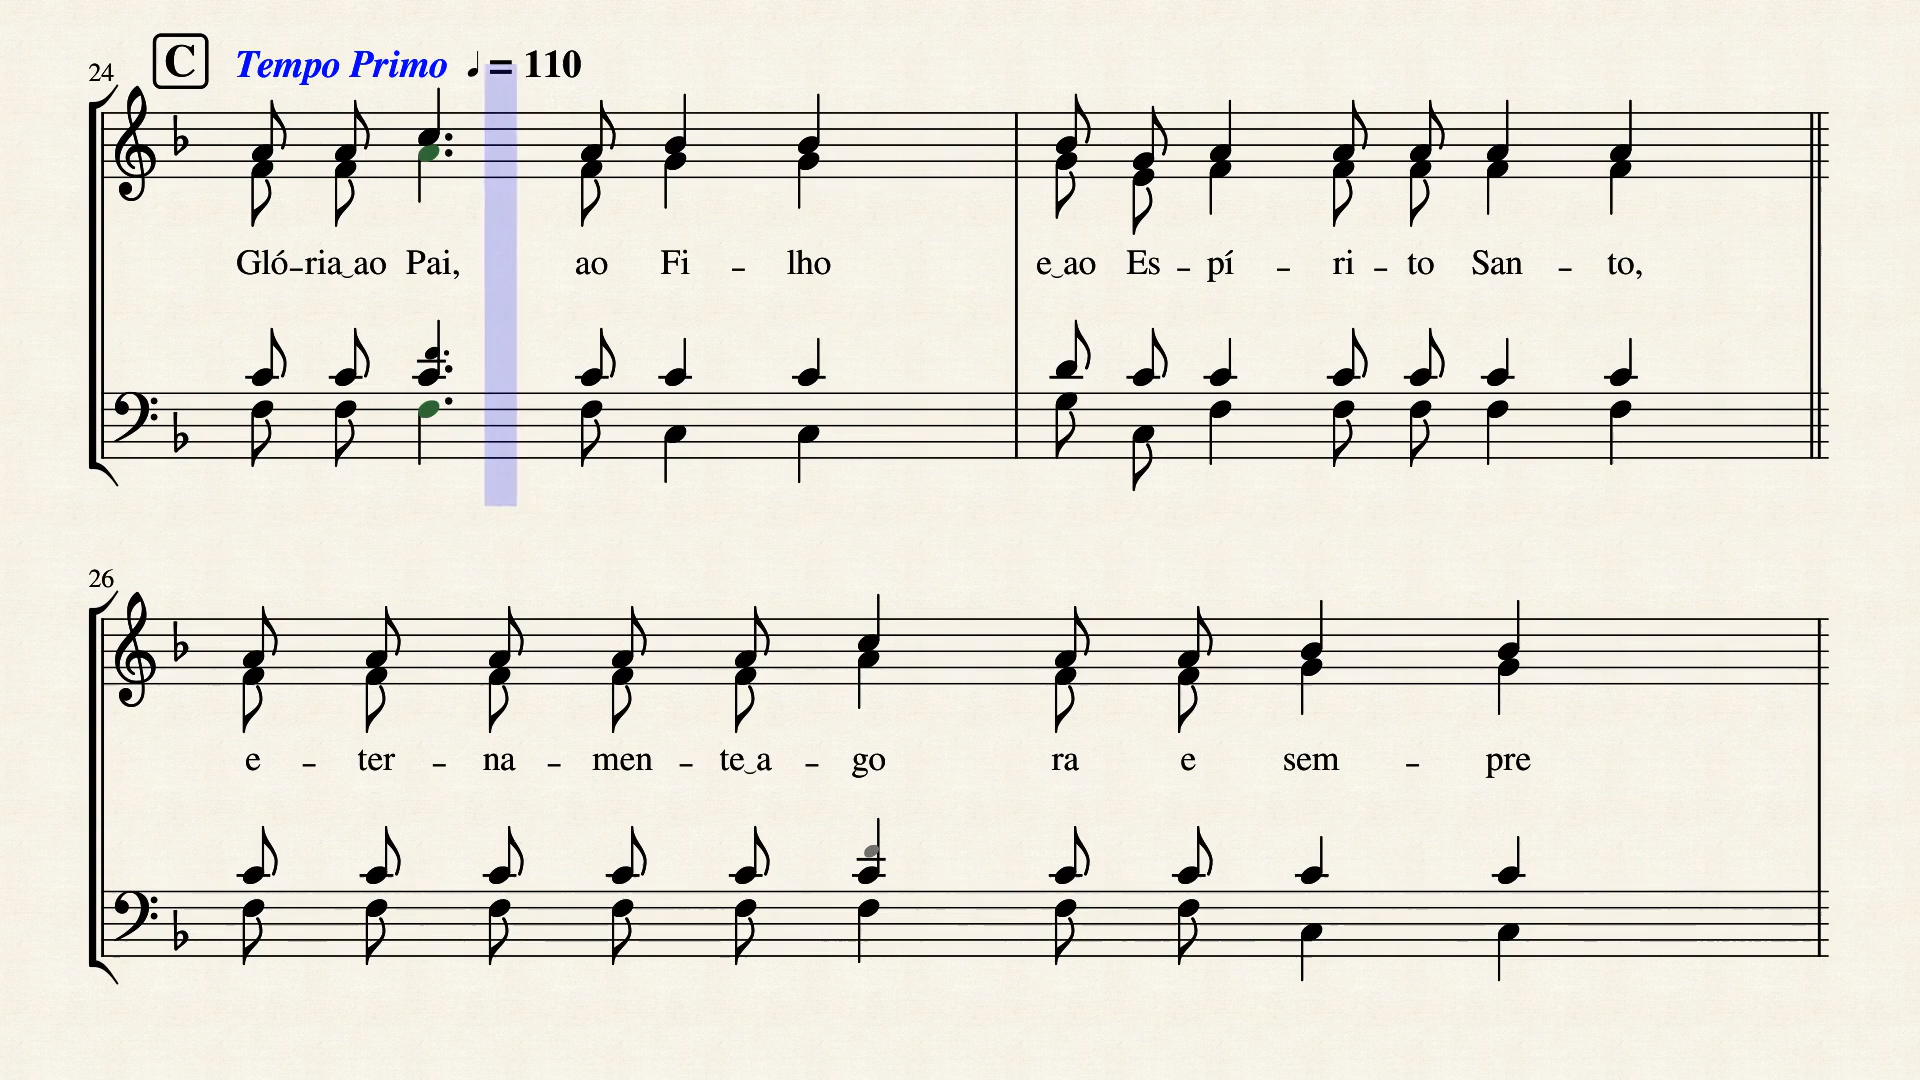 24 C Tempo Primo ♩ = 110
Gló-ria‿ao Pai, ao Fi - lho e‿ao Es - pí - ri - to San - to,
26
e - ter - na - men - te‿a - go ra e sem - pre